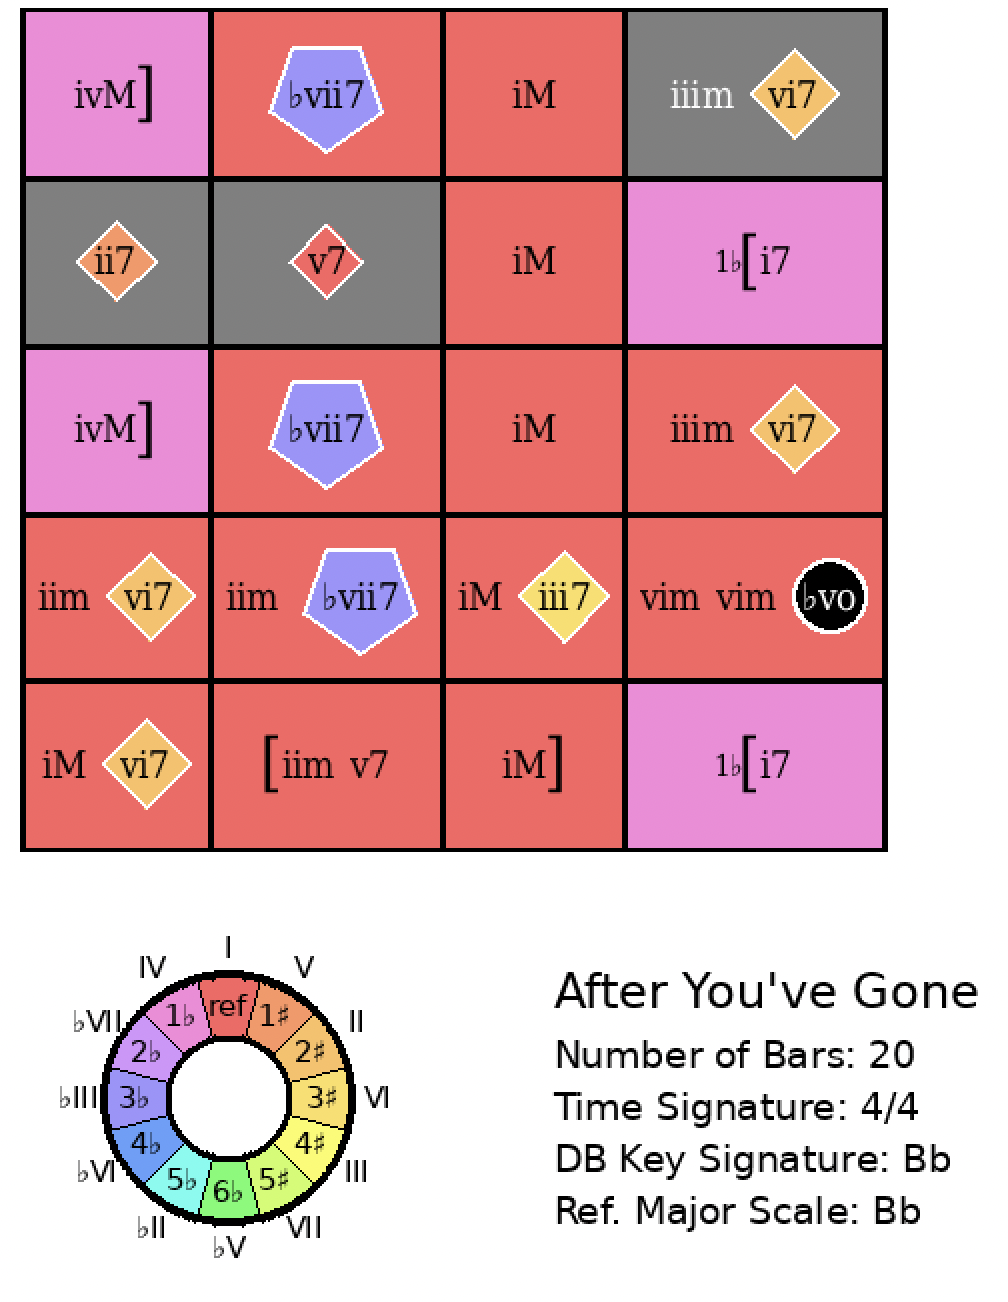 ivM] ♭vii7 iM iiim vi7
ii7 v7 iM 1♭[i7
ivM] ♭vii7 iM iiim vi7
iim vi7 iim ♭vii7 iM iii7 vim vim ♭vo
iM vi7 [iim v7 iM] 1♭[i7
I
IV V
1♭ ref 1♯
♭VII II
2♭ 2♯
♭III 3♭ 3♯ VI
4♭ 4♯
♭VI III
5♭ 6♭ 5♯
♭II VII
♭V
After You've Gone
Number of Bars: 20
Time Signature: 4/4
DB Key Signature: Bb
Ref. Major Scale: Bb